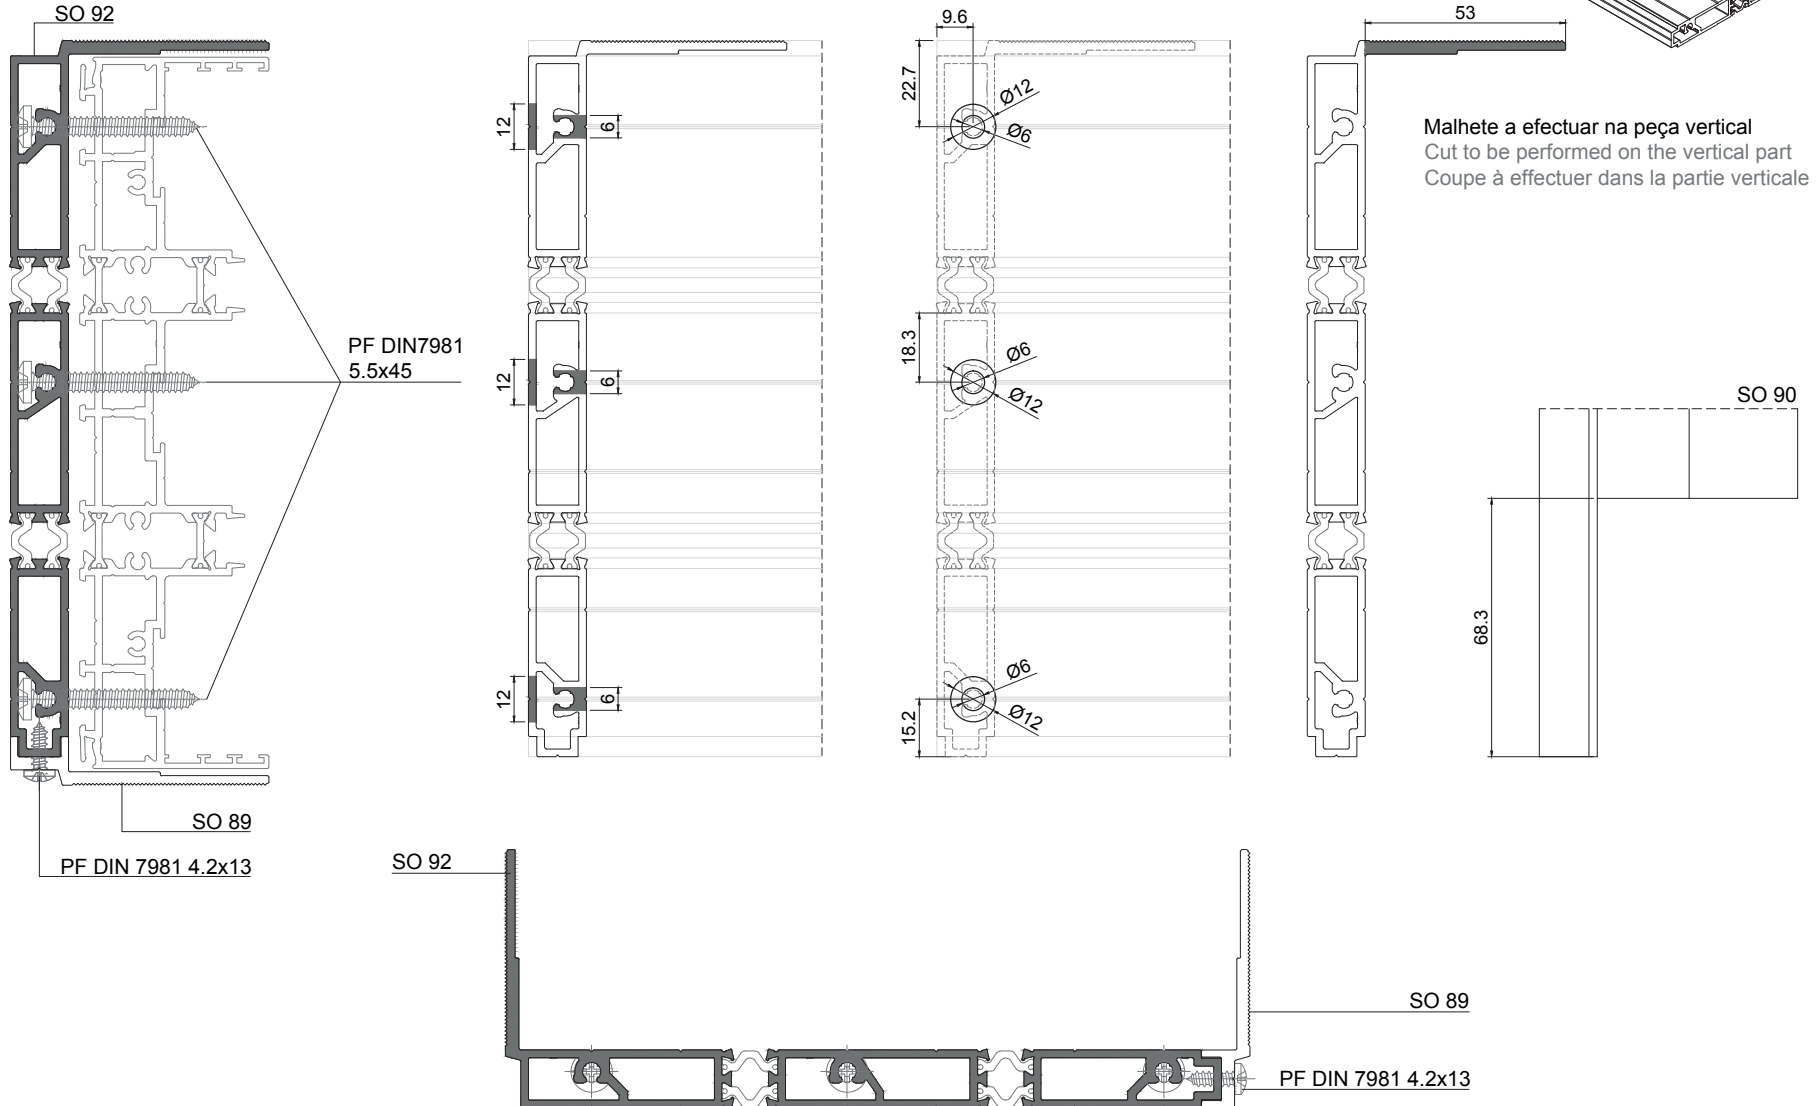 SO 92
9.6
53
22.7
Ø12
Ø6
12
6
Malhete a efectuar na peça vertical
Cut to be performed on the vertical part
Coupe à effectuer dans la partie verticale
PF DIN7981
5.5x45
12
6
18.3
Ø6
Ø12
SO 90
68.3
12
6
15.2
Ø6
Ø12
SO 89
PF DIN 7981 4.2x13
SO 92
SO 89
PF DIN 7981 4.2x13